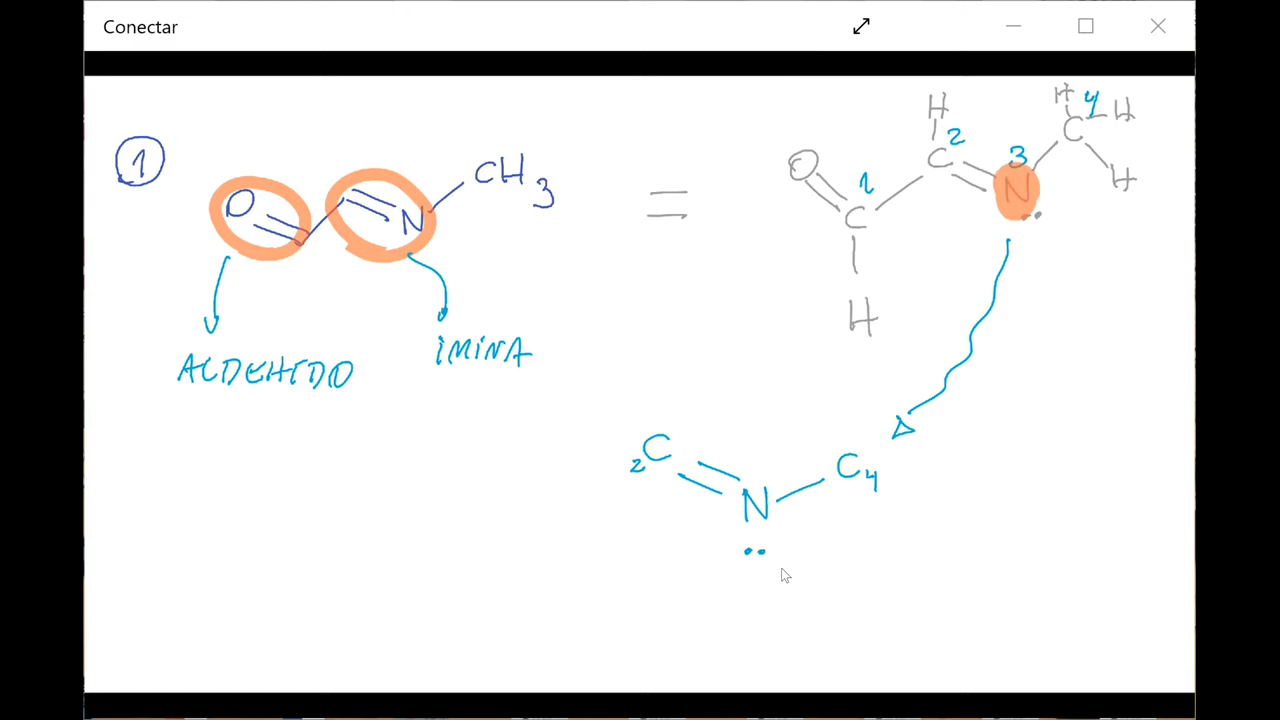 Conectar
1
O N CH3
ALDEHIDO
IMINA
=
H H 4 H
O 1 C 2 3 N C
C H
H
2C N C4